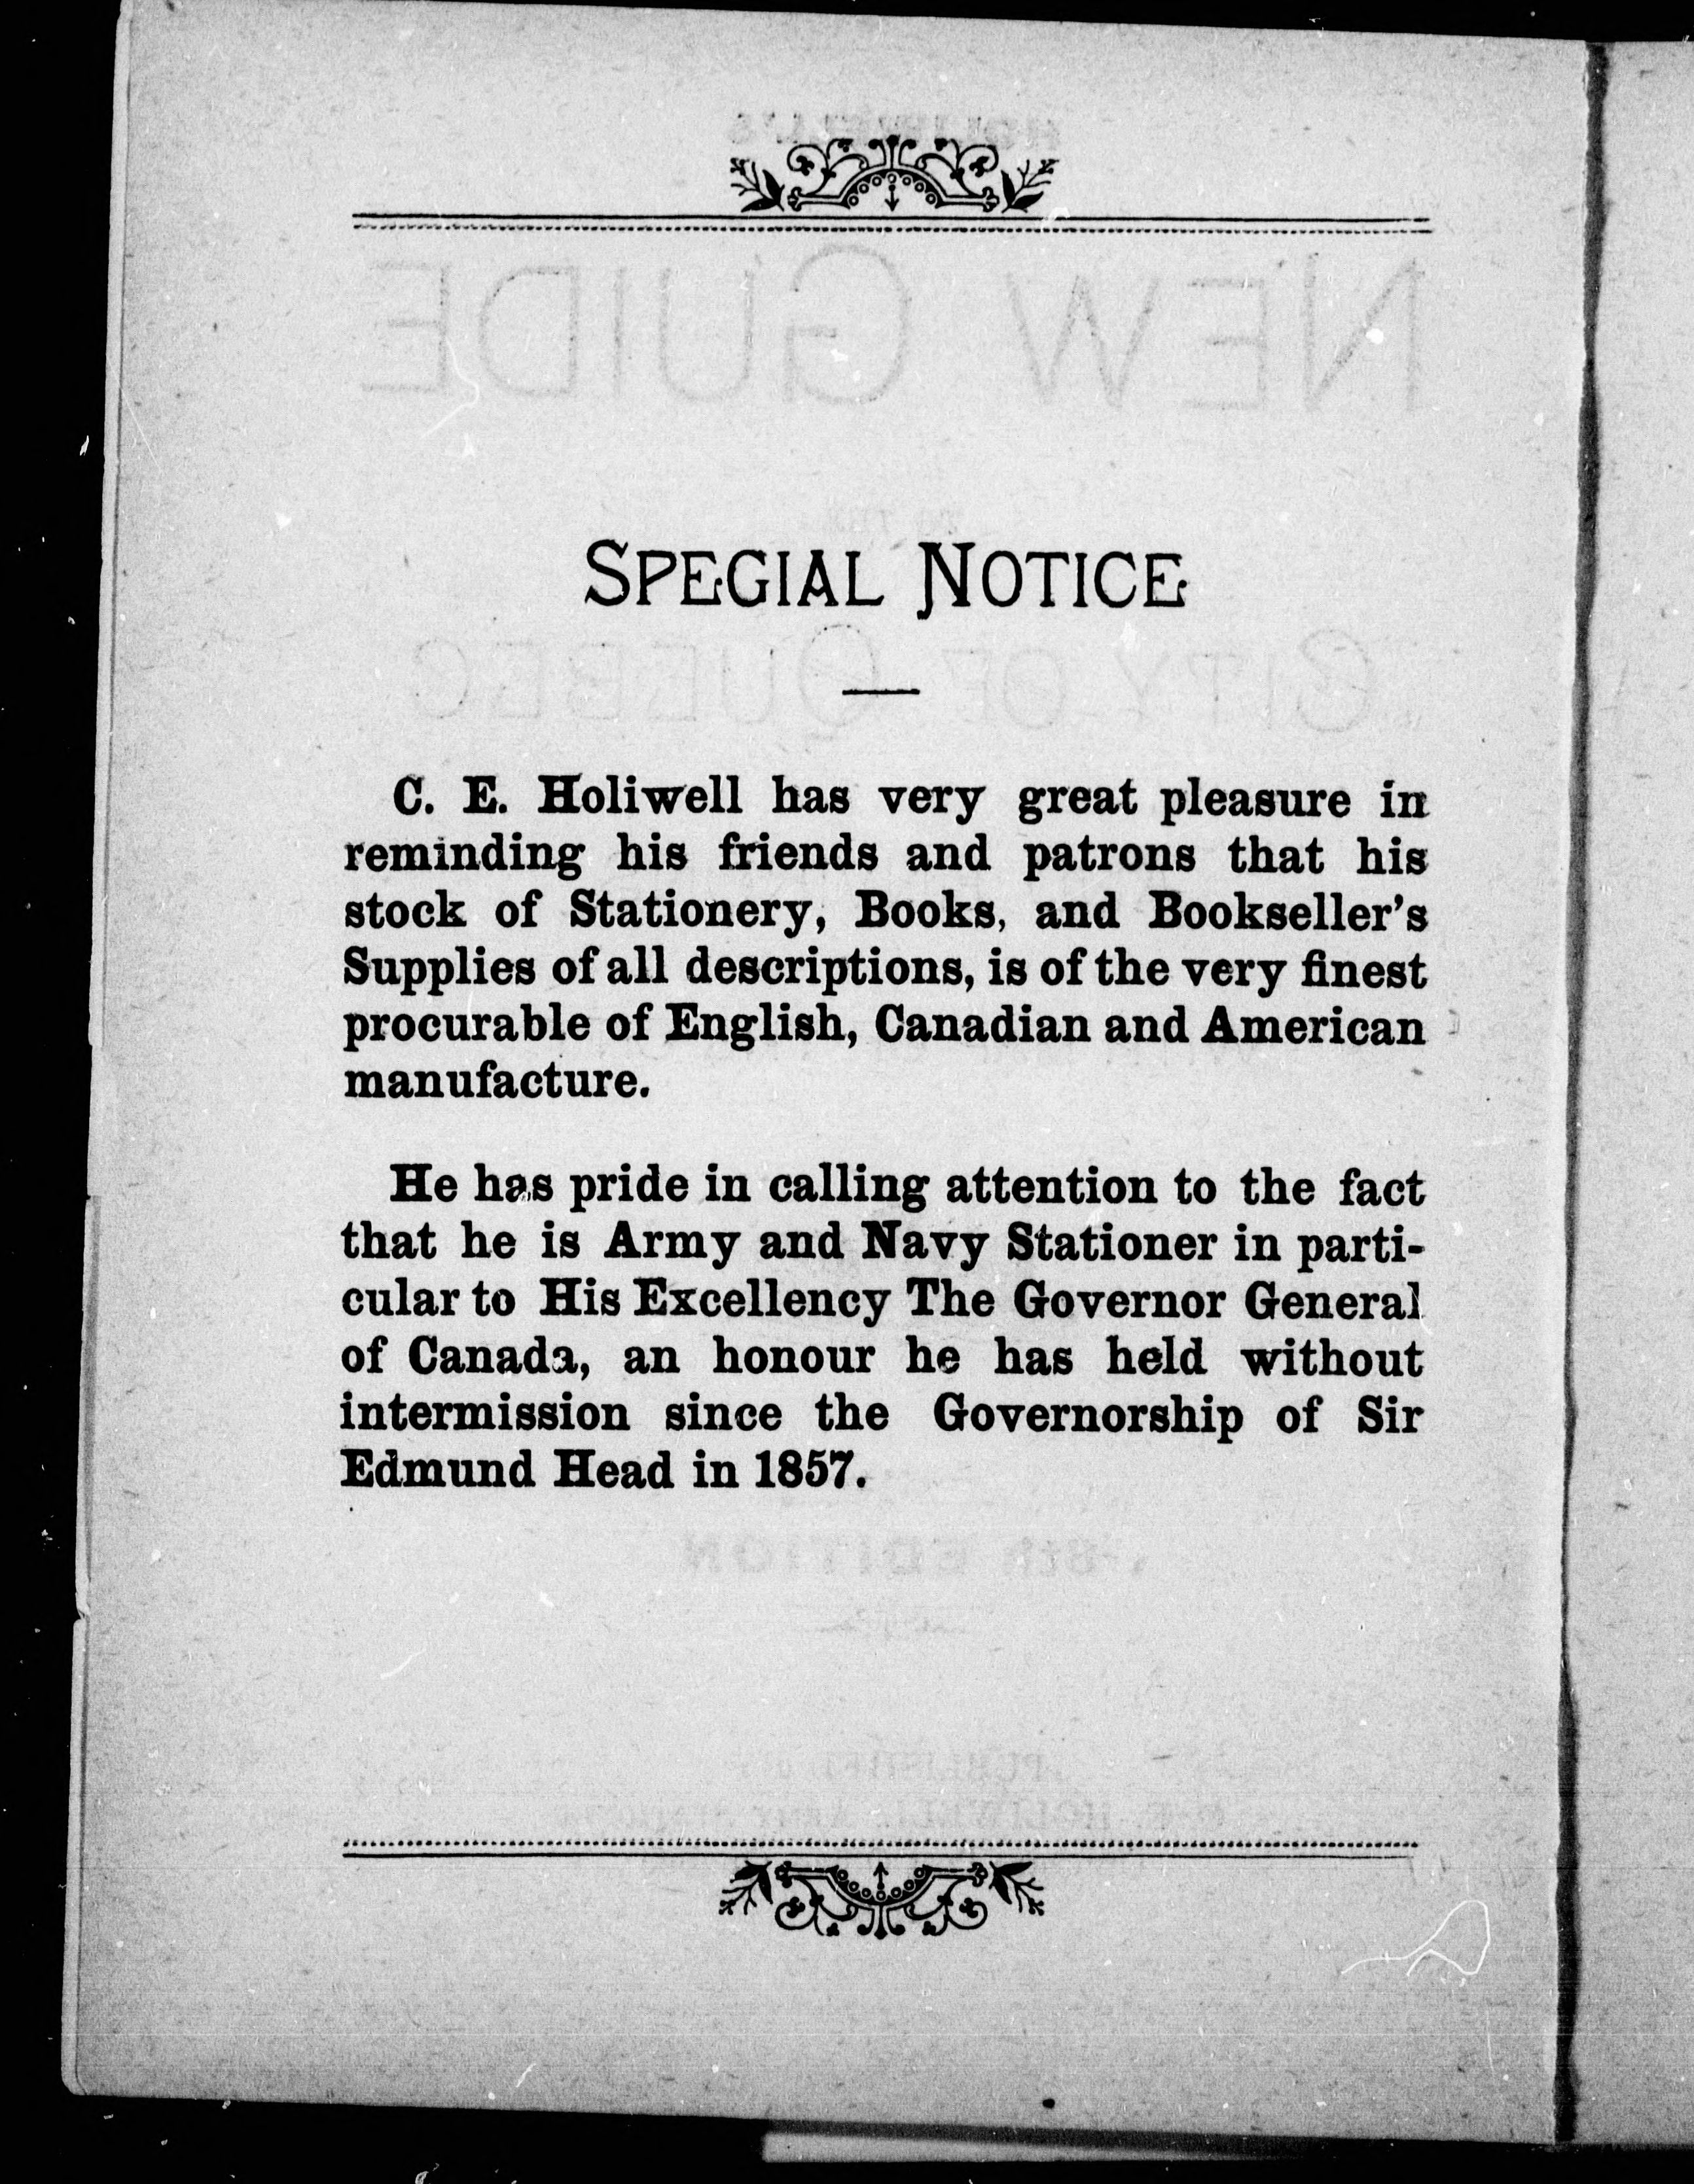 SPECIAL NOTICE
C. E. Holiwell has very great pleasure in
reminding his friends and patrons that his
stock of Stationery, Books, and Bookseller's
Supplies of all descriptions, is of the very finest
procurable of English, Canadian and American
manufacture.
He has pride in calling attention to the fact
that he is Army and Navy Stationer in parti-
cular to His Excellency The Governor General
of Canada, an honour he has held without
intermission since the Governorship of Sir
Edmund Head in 1857.